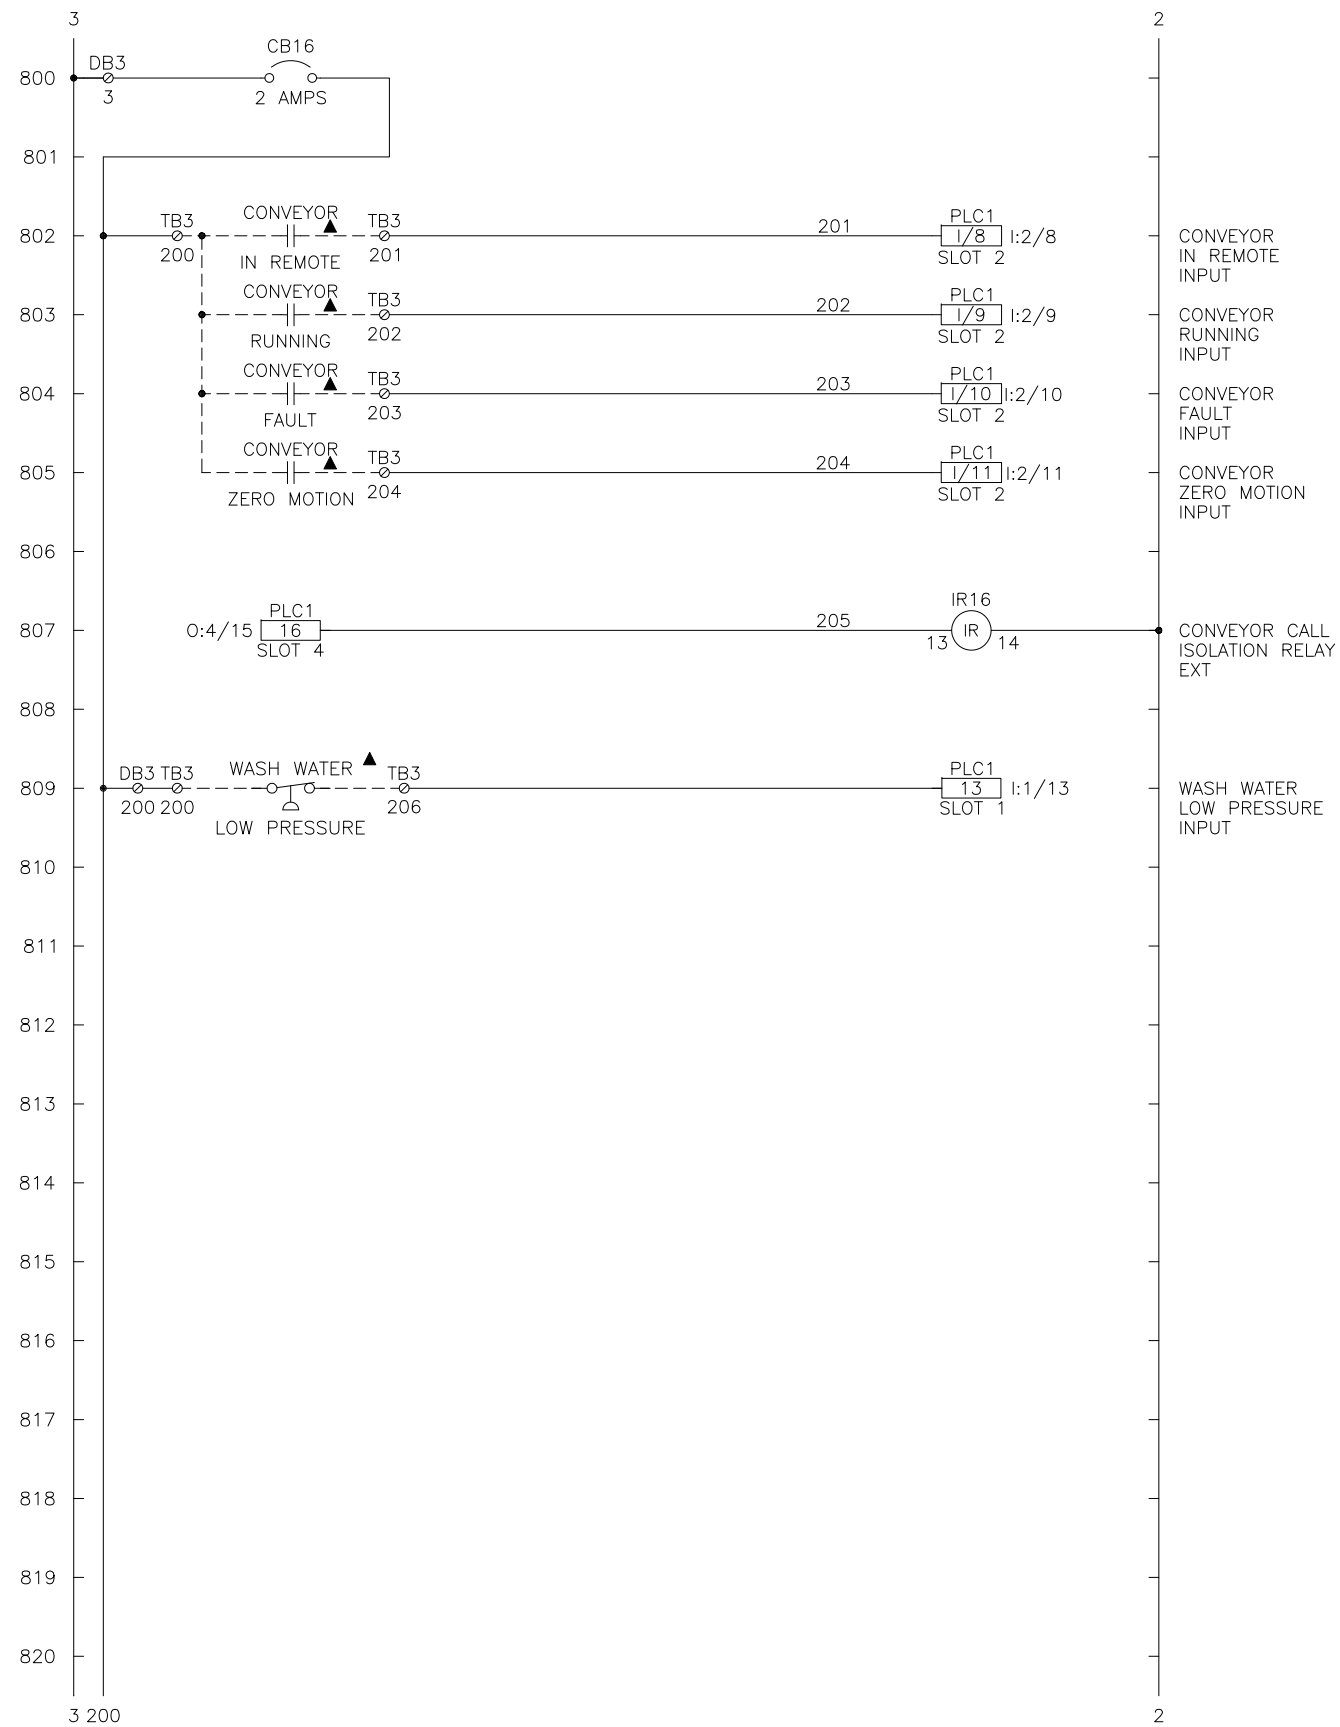 3
2
CB16
DB3
800
3
2 AMPS
801
CONVEYOR
TB3
TB3
201
PLC1
802
I/8
I:2/8
CONVEYOR
200
IN REMOTE
201
SLOT 2
IN REMOTE
INPUT
CONVEYOR
TB3
202
PLC1
803
I/9
I:2/9
CONVEYOR
RUNNING
202
SLOT 2
RUNNING
INPUT
CONVEYOR
TB3
203
PLC1
804
I/10
I:2/10
CONVEYOR
FAULT
203
SLOT 2
FAULT
INPUT
CONVEYOR
TB3
204
PLC1
805
I/11
I:2/11
CONVEYOR
ZERO MOTION
204
SLOT 2
ZERO MOTION
INPUT
806
PLC1
205
IR16
807
O:4/15
16
IR
CONVEYOR CALL
SLOT 4
13
14
ISOLATION RELAY
EXT
808
DB3
TB3
WASH WATER
TB3
PLC1
809
13
I:1/13
WASH WATER
200
200
206
SLOT 1
LOW PRESSURE
LOW PRESSURE
INPUT
810
811
812
813
814
815
816
817
818
819
820
3
200
2